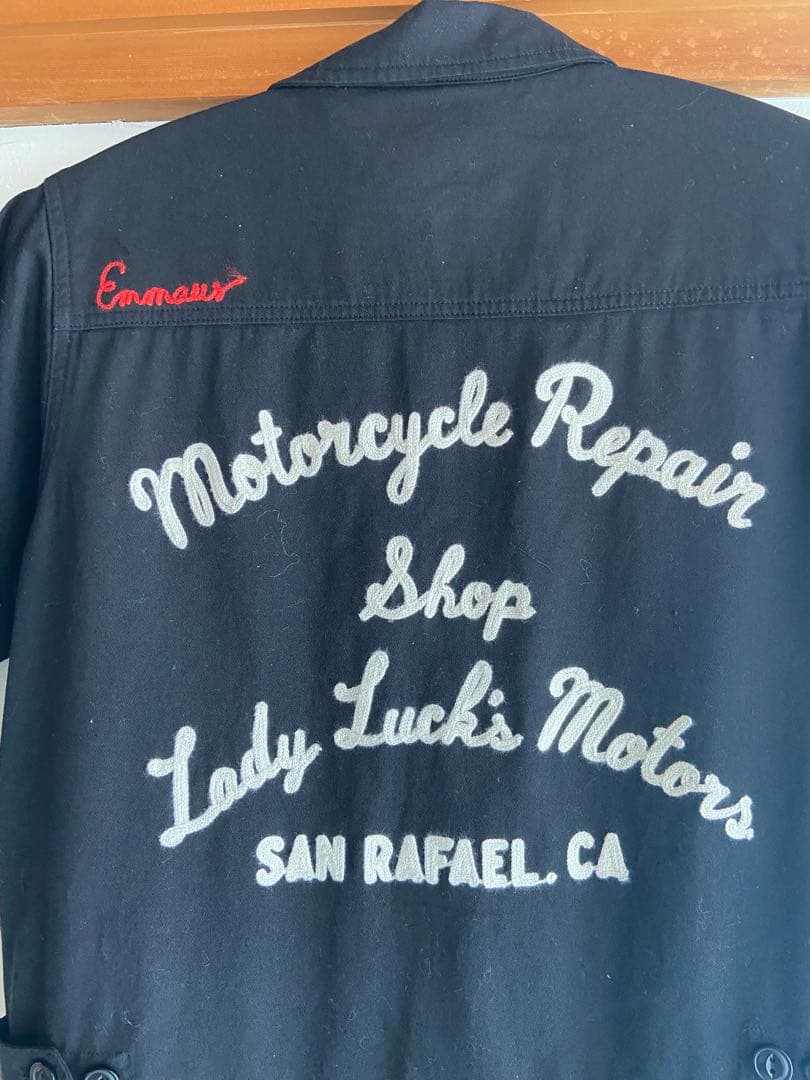 Emmaus
Motorcycle Repair
Shop
Lady Luck's Motors
SAN RAFAEL. CA